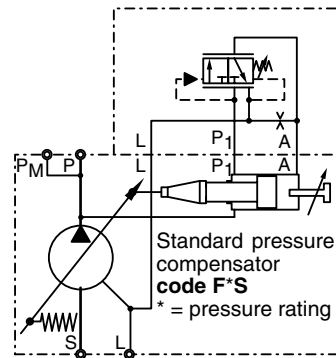 L
P1
A
L
P1
A
PM
P
Standard pressure
compensator
code F*S
* = pressure rating
S
L